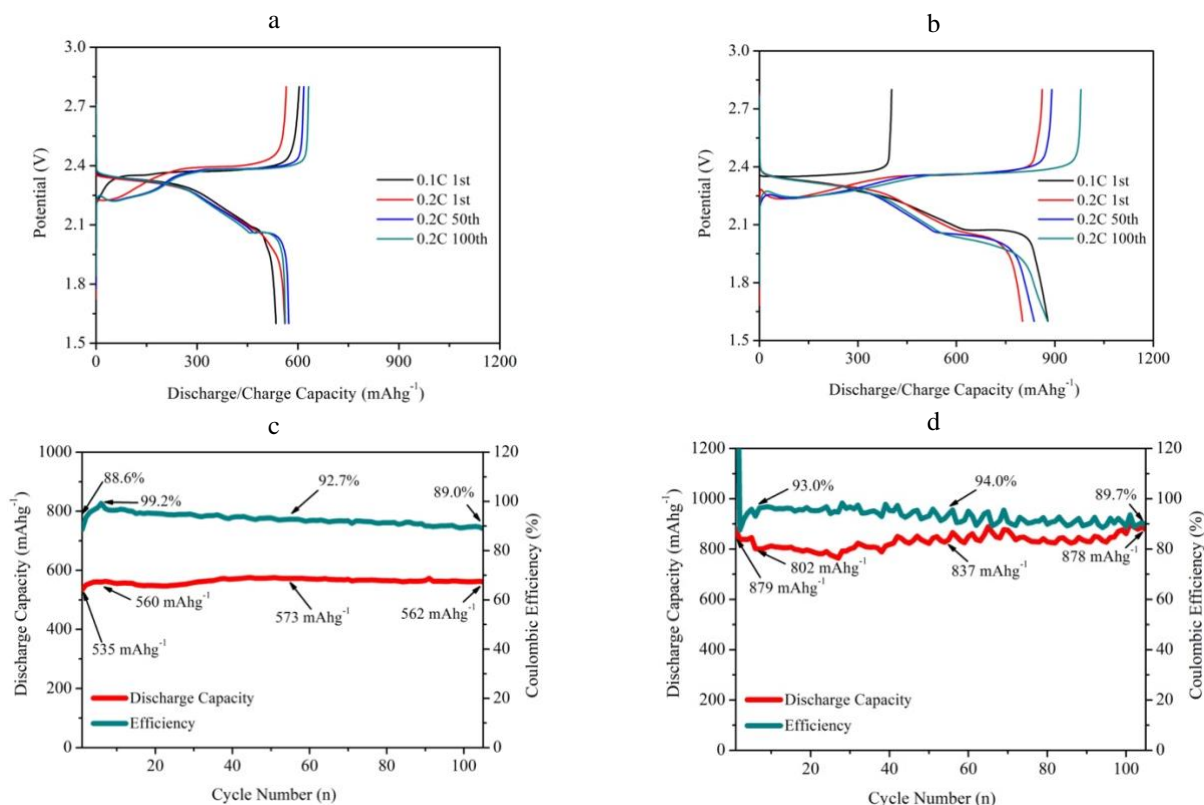 a
3.0
2.7
2.4
2.1
1.8
1.5
Potential (V)
0.1C 1st
0.2C 1st
0.2C 50th
0.2C 100th
0
300
600
900
1200
Discharge/Charge Capacity (mAhg⁻¹)
b
3.0
2.7
2.4
2.1
1.8
1.5
Potential (V)
0.1C 1st
0.2C 1st
0.2C 50th
0.2C 100th
0
300
600
900
1200
Discharge/Charge Capacity (mAhg⁻¹)
c
1000
800
600
400
200
0
Discharge Capacity (mAhg⁻¹)
88.6%
99.2%
92.7%
89.0%
560 mAhg⁻¹
573 mAhg⁻¹
562 mAhg⁻¹
535 mAhg⁻¹
Discharge Capacity
Efficiency
120
100
80
60
40
20
0
Coulombic Efficiency (%)
20
40
60
80
100
Cycle Number (n)
d
1200
1000
800
600
400
200
0
Discharge Capacity (mAhg⁻¹)
93.0%
94.0%
89.7%
802 mAhg⁻¹
837 mAhg⁻¹
878 mAhg⁻¹
879 mAhg⁻¹
Discharge Capacity
Efficiency
120
100
80
60
40
20
0
Coulombic Efficiency (%)
20
40
60
80
100
Cycle Number (n)